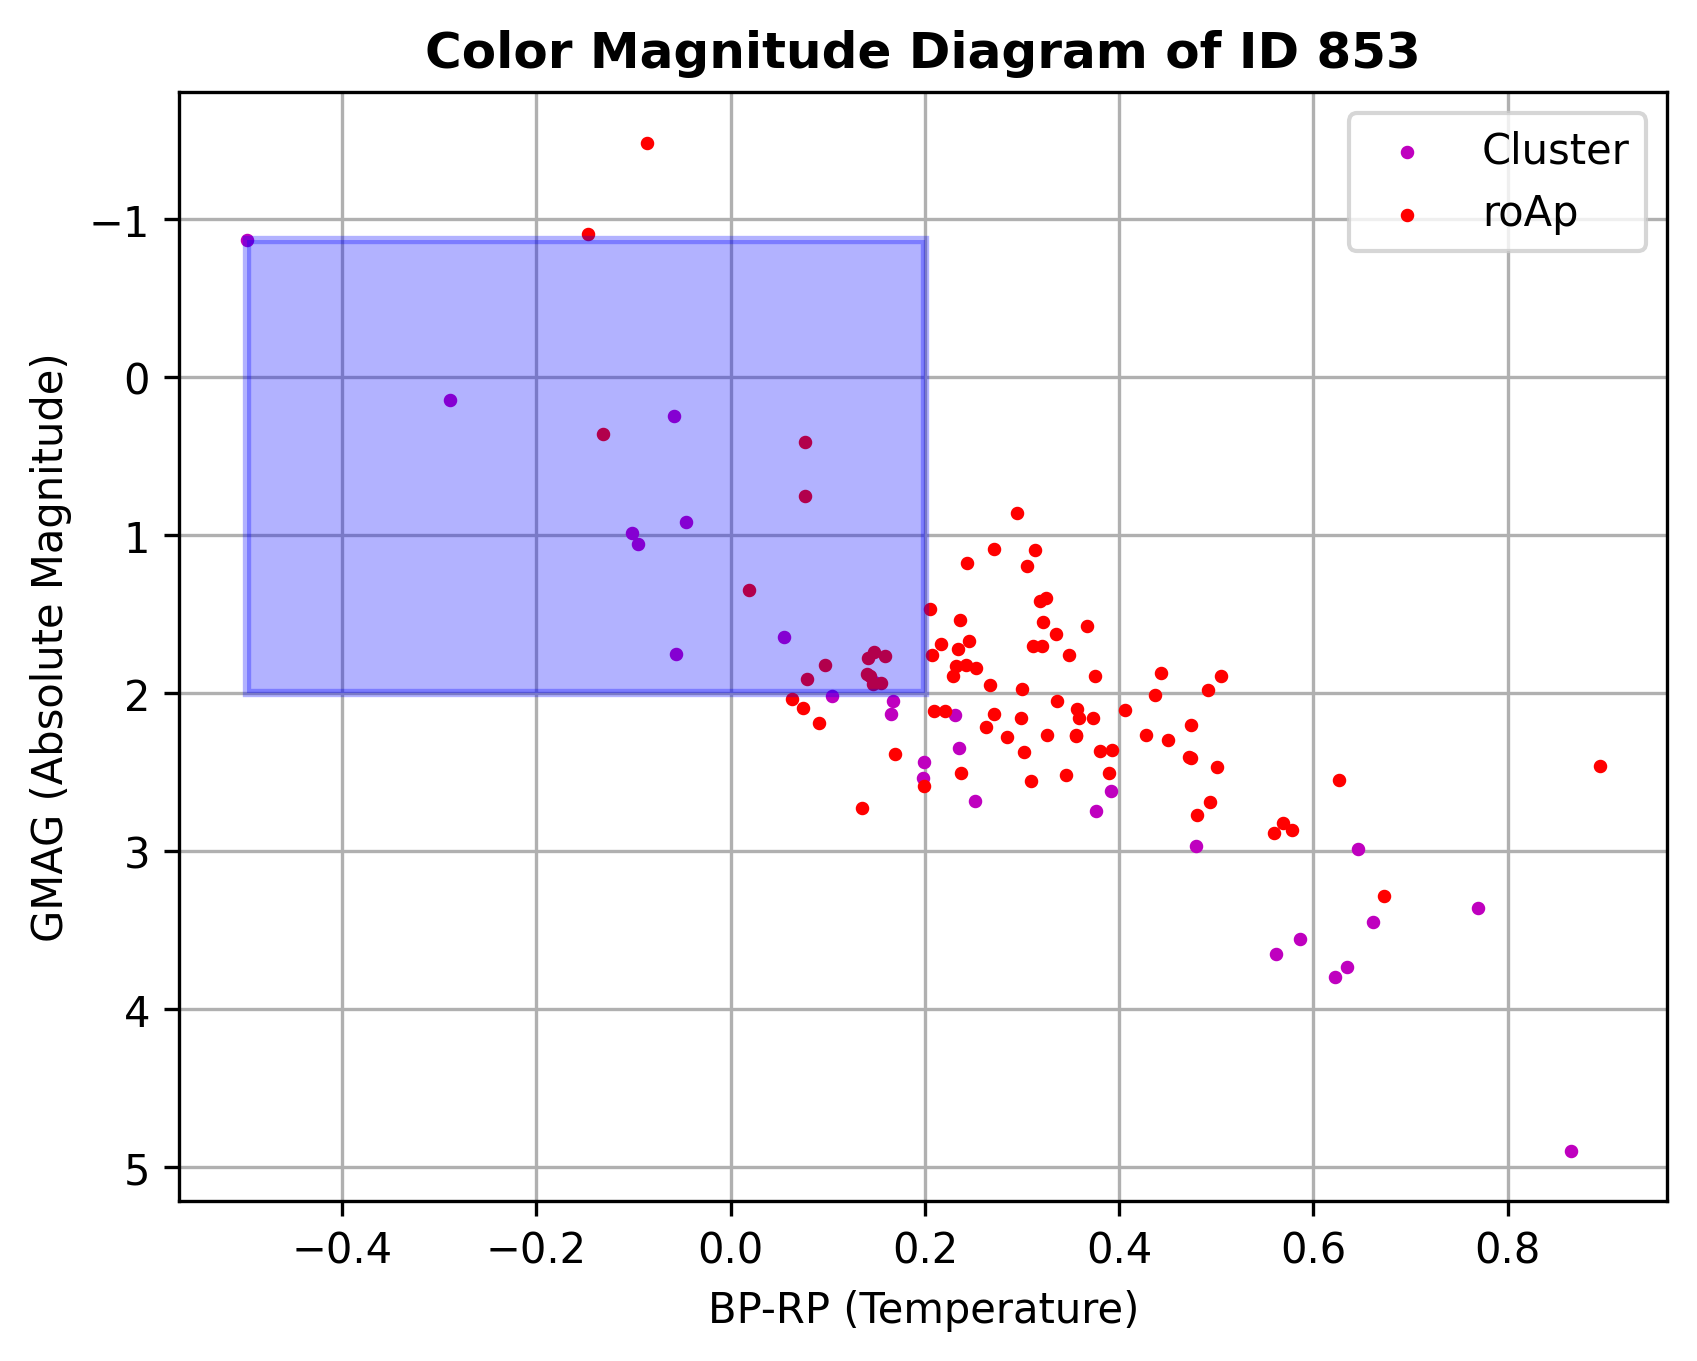 Color Magnitude Diagram of ID 853
Cluster
roAp
−1
0
1
2
3
4
5
GMAG (Absolute Magnitude)
−0.4 −0.2 0.0 0.2 0.4 0.6 0.8
BP-RP (Temperature)